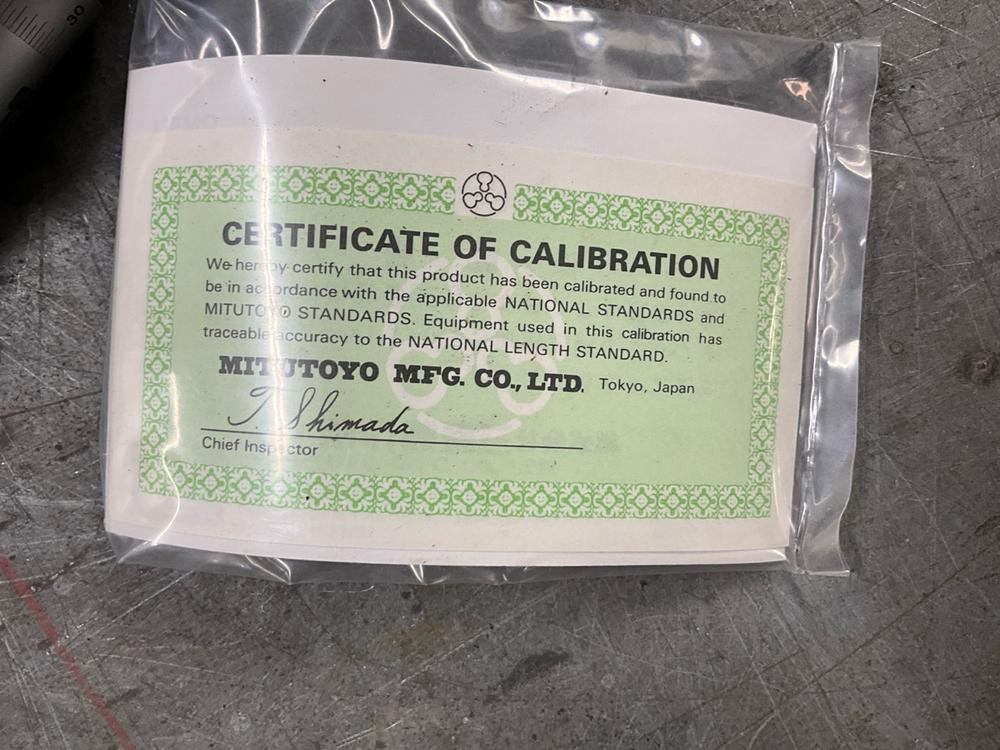 30
CERTIFICATE OF CALIBRATION
We hereby certify that this product has been calibrated and found to
be in accordance with the applicable NATIONAL STANDARDS and
MITUTOYO STANDARDS. Equipment used in this calibration has
traceable accuracy to the NATIONAL LENGTH STANDARD.
MITUTOYO MFG. CO., LTD. Tokyo, Japan
T. Shimada
Chief Inspector